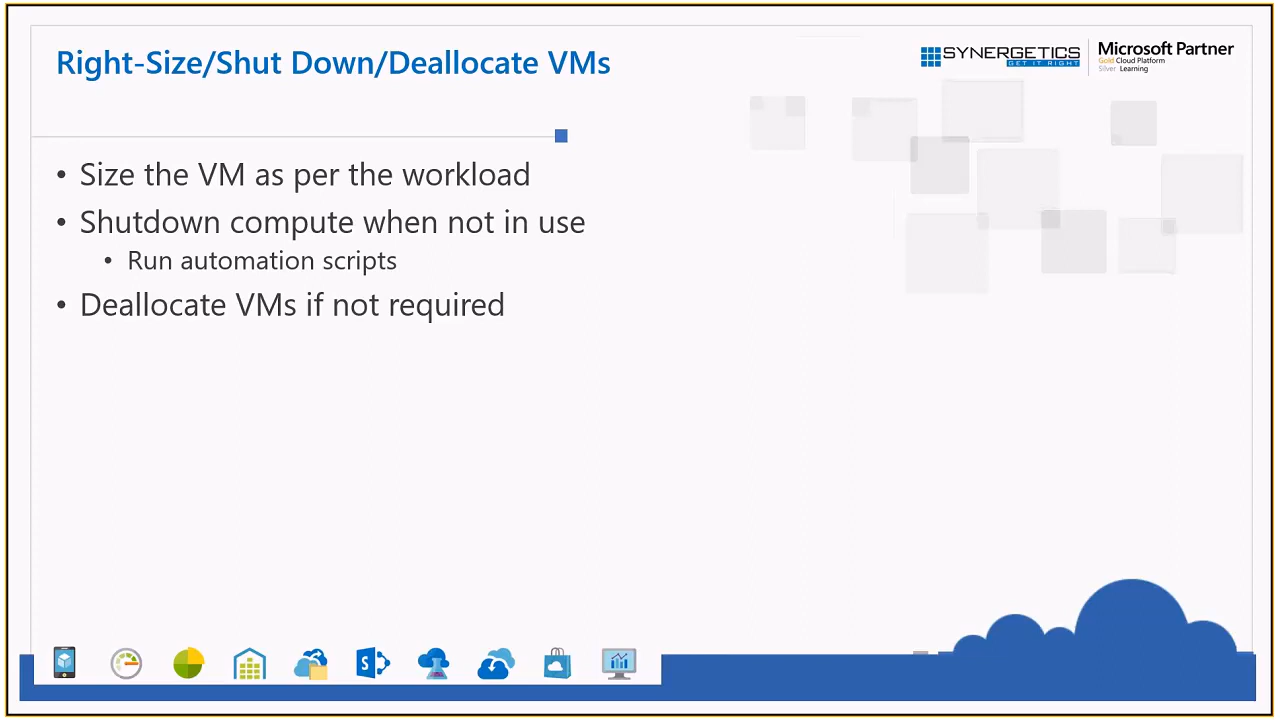 Right-Size/Shut Down/Deallocate VMs
SYNERGETICS
GET IT RIGHT
Microsoft Partner
Gold Cloud Platform
Silver Learning
• Size the VM as per the workload
• Shutdown compute when not in use
• Run automation scripts
• Deallocate VMs if not required
S